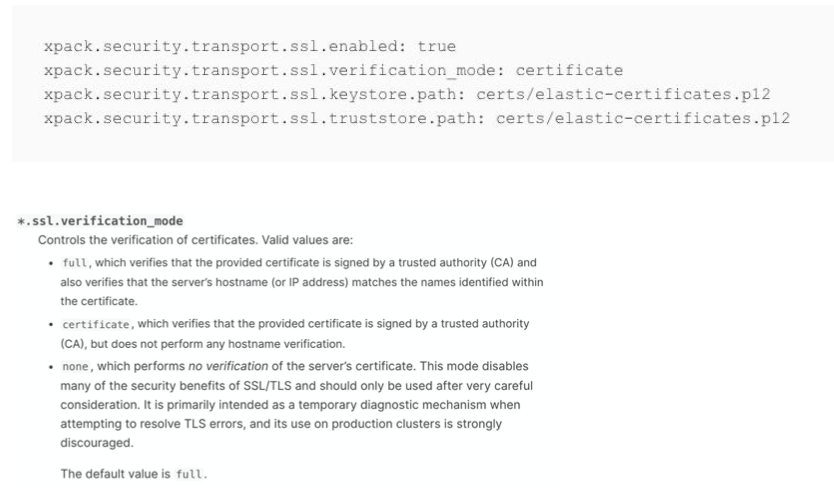 xpack.security.transport.ssl.enabled: true
xpack.security.transport.ssl.verification_mode: certificate
xpack.security.transport.ssl.keystore.path: certs/elastic-certificates.p12
xpack.security.transport.ssl.truststore.path: certs/elastic-certificates.p12
*.ssl.verification_mode
Controls the verification of certificates. Valid values are:
• full, which verifies that the provided certificate is signed by a trusted authority (CA) and
also verifies that the server's hostname (or IP address) matches the names identified within
the certificate.
• certificate, which verifies that the provided certificate is signed by a trusted authority
(CA), but does not perform any hostname verification.
• none, which performs no verification of the server's certificate. This mode disables
many of the security benefits of SSL/TLS and should only be used after very careful
consideration. It is primarily intended as a temporary diagnostic mechanism when
attempting to resolve TLS errors, and its use on production clusters is strongly
discouraged.
The default value is full.